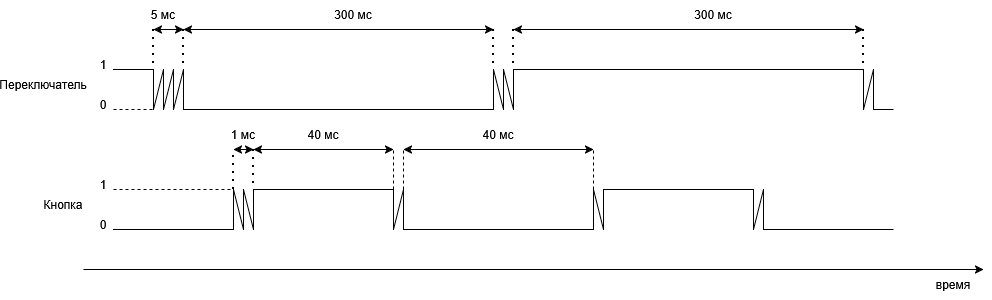 5 мс
300 мс
300 мс
1
Переключатель
0
1 мс
40 мс
40 мс
1
Кнопка
0
время